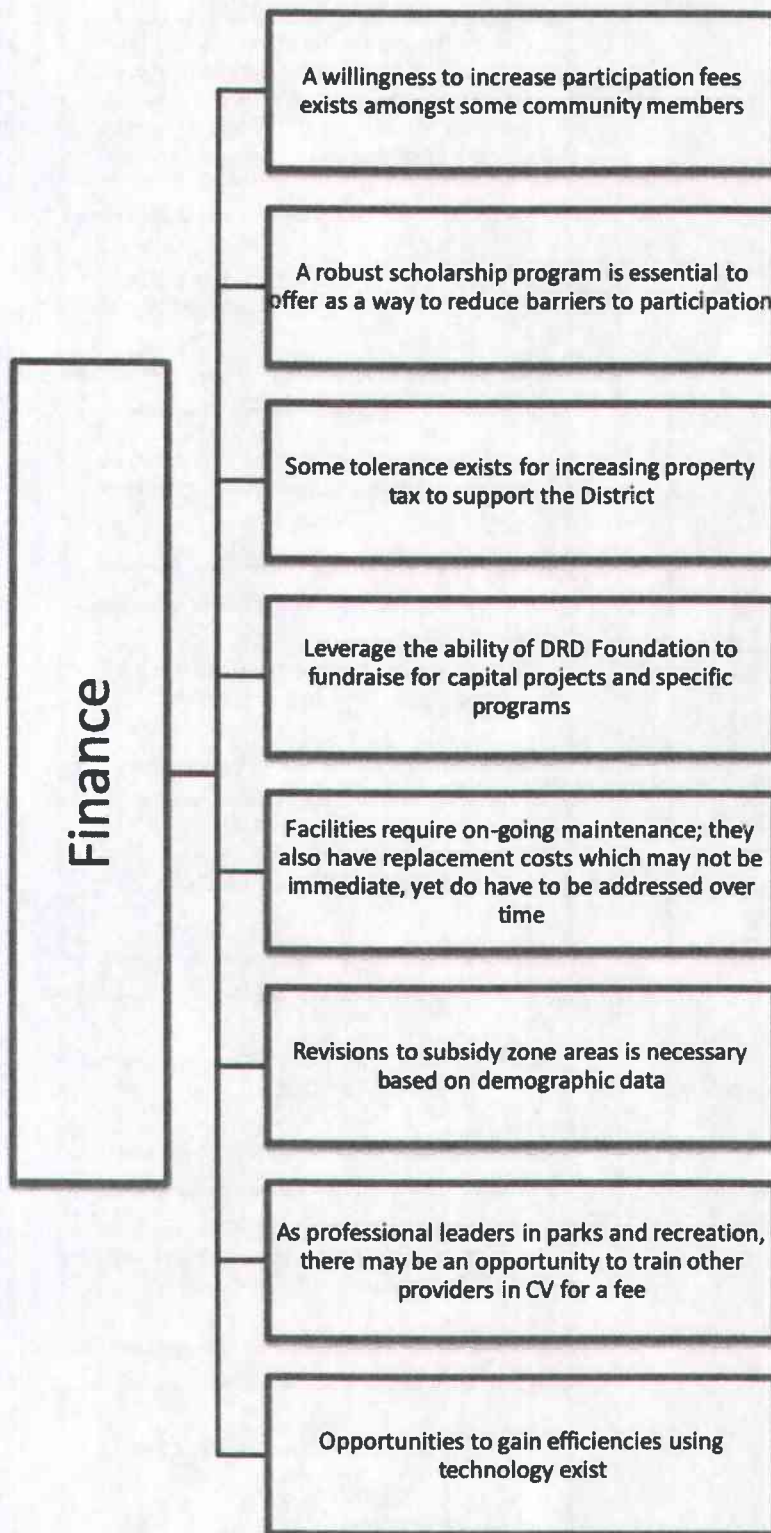 Finance
A willingness to increase participation fees
exists amongst some community members
A robust scholarship program is essential to
offer as a way to reduce barriers to participation
Some tolerance exists for increasing property
tax to support the District
Leverage the ability of DRD Foundation to
fundraise for capital projects and specific
programs
Facilities require on-going maintenance; they
also have replacement costs which may not be
immediate, yet do have to be addressed over
time
Revisions to subsidy zone areas is necessary
based on demographic data
As professional leaders in parks and recreation,
there may be an opportunity to train other
providers in CV for a fee
Opportunities to gain efficiencies using
technology exist